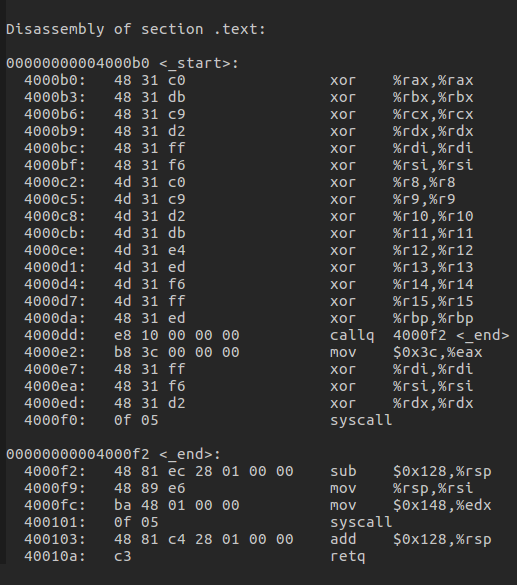 Disassembly of section .text:
00000000004000b0 <_start>:
4000b0: 48 31 c0 xor %rax,%rax
4000b3: 48 31 db xor %rbx,%rbx
4000b6: 48 31 c9 xor %rcx,%rcx
4000b9: 48 31 d2 xor %rdx,%rdx
4000bc: 48 31 ff xor %rdi,%rdi
4000bf: 48 31 f6 xor %rsi,%rsi
4000c2: 4d 31 c0 xor %r8,%r8
4000c5: 4d 31 c9 xor %r9,%r9
4000c8: 4d 31 d2 xor %r10,%r10
4000cb: 4d 31 db xor %r11,%r11
4000ce: 4d 31 e4 xor %r12,%r12
4000d1: 4d 31 ed xor %r13,%r13
4000d4: 4d 31 f6 xor %r14,%r14
4000d7: 4d 31 ff xor %r15,%r15
4000da: 48 31 ed xor %rbp,%rbp
4000dd: e8 10 00 00 00 callq 4000f2 <_end>
4000e2: b8 3c 00 00 00 mov $0x3c,%eax
4000e7: 48 31 ff xor %rdi,%rdi
4000ea: 48 31 f6 xor %rsi,%rsi
4000ed: 48 31 d2 xor %rdx,%rdx
4000f0: 0f 05 syscall
00000000004000f2 <_end>:
4000f2: 48 81 ec 28 01 00 00 sub $0x128,%rsp
4000f9: 48 89 e6 mov %rsp,%rsi
4000fc: ba 48 01 00 00 mov $0x148,%edx
400101: 0f 05 syscall
400103: 48 81 c4 28 01 00 00 add $0x128,%rsp
40010a: c3 retq